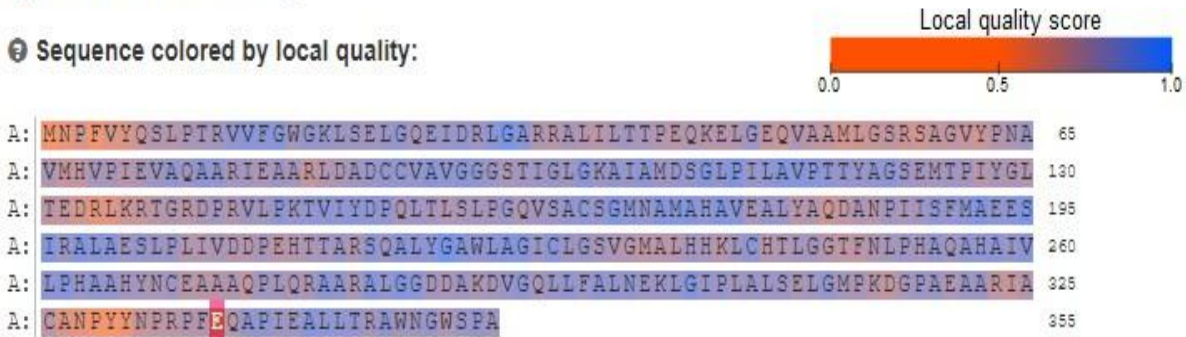 Local quality score
Sequence colored by local quality:
0.0 0.5 1.0
A: MNPFVYQSLPTRVVFGWGKLSELGQEIDRLGARRALILTTPEQKELGEQVAAMLGSRSAGVYPNA 65
A: VMHVPIEVAQAARIEAARLDADCCVAVGGGSTIGLGKAIAMDSGLPILAVPTTYAGSEMTPIYGL 130
A: TEDRLKRTGRDPRVLPKTVIYDPQLTLSLPGQVSACSGMNAMAHAVEALYAQDANPIISFMAEES 195
A: IRALAESLPLIVDDPEHTTARSQALYGAWLAGICLGSVGMALHHKLCHTLGGTFNLPHAQAHAIV 260
A: LPHAAHYNCEAAAQPLQRAARALGGDDAKDVGQLLFALNEKLGIPLALSELGMPKDGPAEAARIA 325
A: CANPYYNPRPFEQAPIEALLTRAWNGWSPA 355